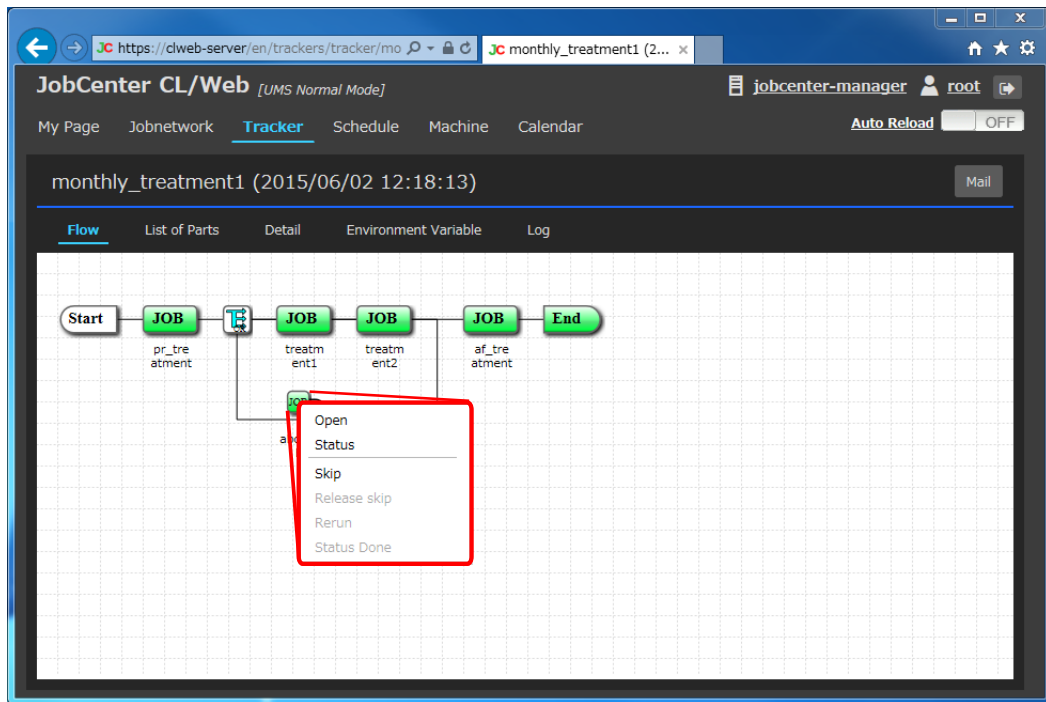 X
JC https://clweb-server/en/trackers/tracker/mo
JC monthly_treatment1 (2... ×
JobCenter CL/Web [UMS Normal Mode]
jobcenter-manager root
My Page Jobnetwork Tracker Schedule Machine Calendar
Auto Reload OFF
monthly_treatment1 (2015/06/02 12:18:13)
Mail
Flow List of Parts Detail Environment Variable Log
Start JOB JOB JOB JOB End
pr_tre treatm treatm af_tre
atment ent1 ent2 atment
JOB
Open
Status
Skip
Release skip
Rerun
Status Done